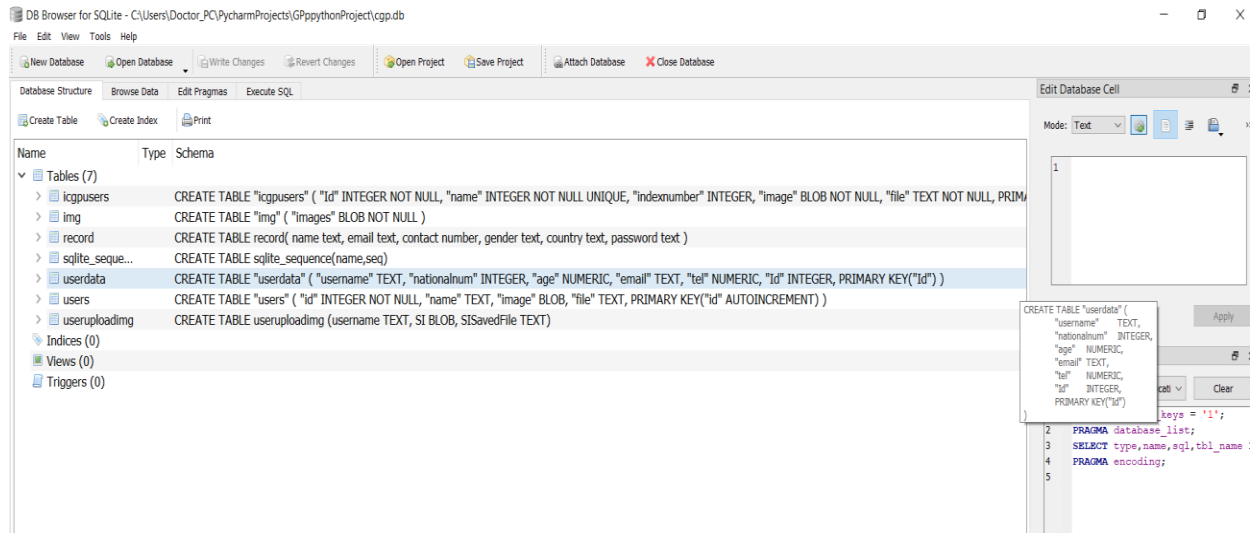 DB Browser for SQLite - C:\Users\Doctor_PC\PycharmProjects\GPppythonProject\cgp.db
File Edit View Tools Help
New Database Open Database Write Changes Revert Changes Open Project Save Project Attach Database Close Database
Database Structure Browse Data Edit Pragmas Execute SQL
Create Table Create Index Print
Name Type Schema
Tables (7)
icgpusers CREATE TABLE "icgpusers" ( "Id" INTEGER NOT NULL, "name" INTEGER NOT NULL UNIQUE, "indexnumber" INTEGER, "image" BLOB NOT NULL, "file" TEXT NOT NULL, PRIMA
img CREATE TABLE "img" ( "images" BLOB NOT NULL )
record CREATE TABLE record( name text, email text, contact number, gender text, country text, password text )
sqlite_seque... CREATE TABLE sqlite_sequence(name,seq)
userdata CREATE TABLE "userdata" ( "username" TEXT, "nationalnum" INTEGER, "age" NUMERIC, "email" TEXT, "tel" NUMERIC, "Id" INTEGER, PRIMARY KEY("Id") )
users CREATE TABLE "users" ( "id" INTEGER NOT NULL, "name" TEXT, "image" BLOB, "file" TEXT, PRIMARY KEY("id" AUTOINCREMENT) )
useruploadimg CREATE TABLE useruploadimg (username TEXT, SI BLOB, SISavedFile TEXT)
Indices (0)
Views (0)
Triggers (0)
Edit Database Cell
Mode: Text
1
Apply
CREATE TABLE "userdata" (
"username" TEXT,
"nationalnum" INTEGER,
"age" NUMERIC,
"email" TEXT,
"tel" NUMERIC,
"Id" INTEGER,
PRIMARY KEY("Id")
)
cati Clear
_keys = '1';
2 PRAGMA database_list;
3 SELECT type,name,sql,tbl_name
4 PRAGMA encoding;
5